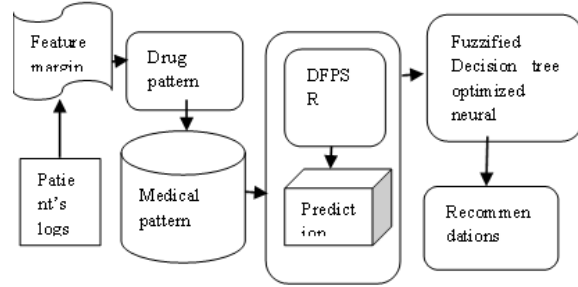 Feature
margin
Drug
pattern
Patie
nt's
logs
Medical
pattern
DFPS
R
Predict
ion
Fuzzified
Decision tree
optimized
neural
Recommen
dations